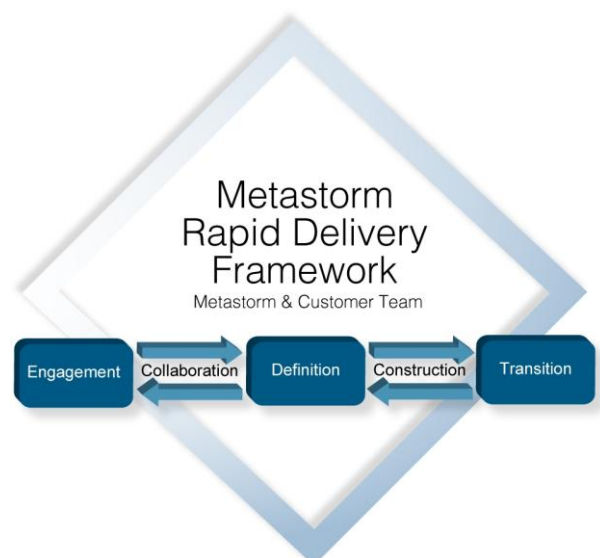 Metastorm
Rapid Delivery
Framework
Metastorm & Customer Team
Engagement
Collaboration
Definition
Construction
Transition